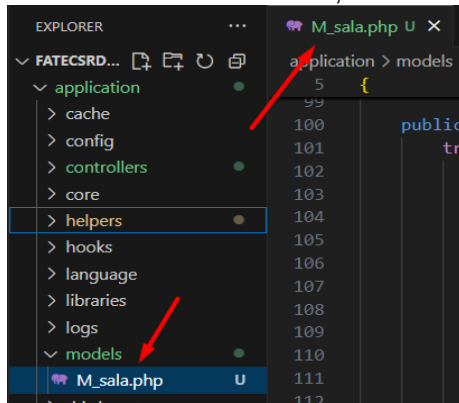 EXPLORER ...
M_sala.php U ×
FATECSRD...
application > models
application
5 {
99
cache
100 public
config
101 tr
controllers
102
core
103
helpers
104
hooks
105
language
106
libraries
107
logs
108
models
109
M_sala.php U
110
111
112